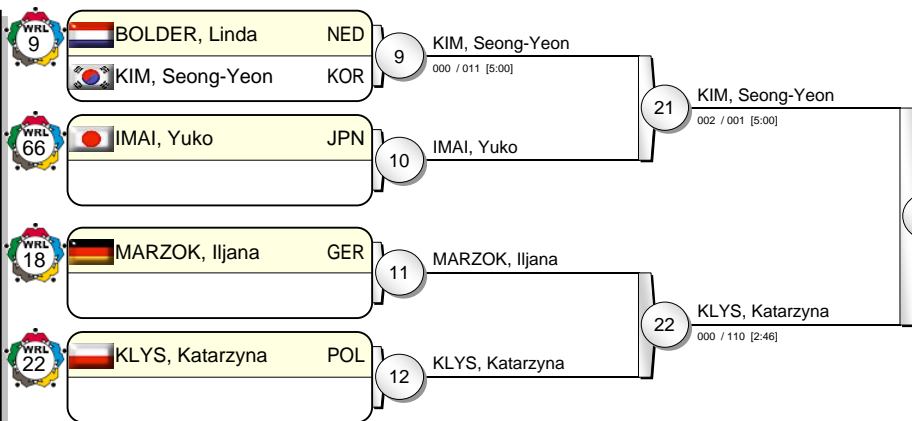 WRL
9
BOLDER, Linda NED
KIM, Seong-Yeon KOR
9
KIM, Seong-Yeon
000 / 011 [5:00]
21
KIM, Seong-Yeon
002 / 001 [5:00]
WRL
66
IMAI, Yuko JPN
10
IMAI, Yuko
WRL
18
MARZOK, Iljana GER
11
MARZOK, Iljana
22
KLYS, Katarzyna
000 / 110 [2:46]
WRL
22
KLYS, Katarzyna POL
12
KLYS, Katarzyna